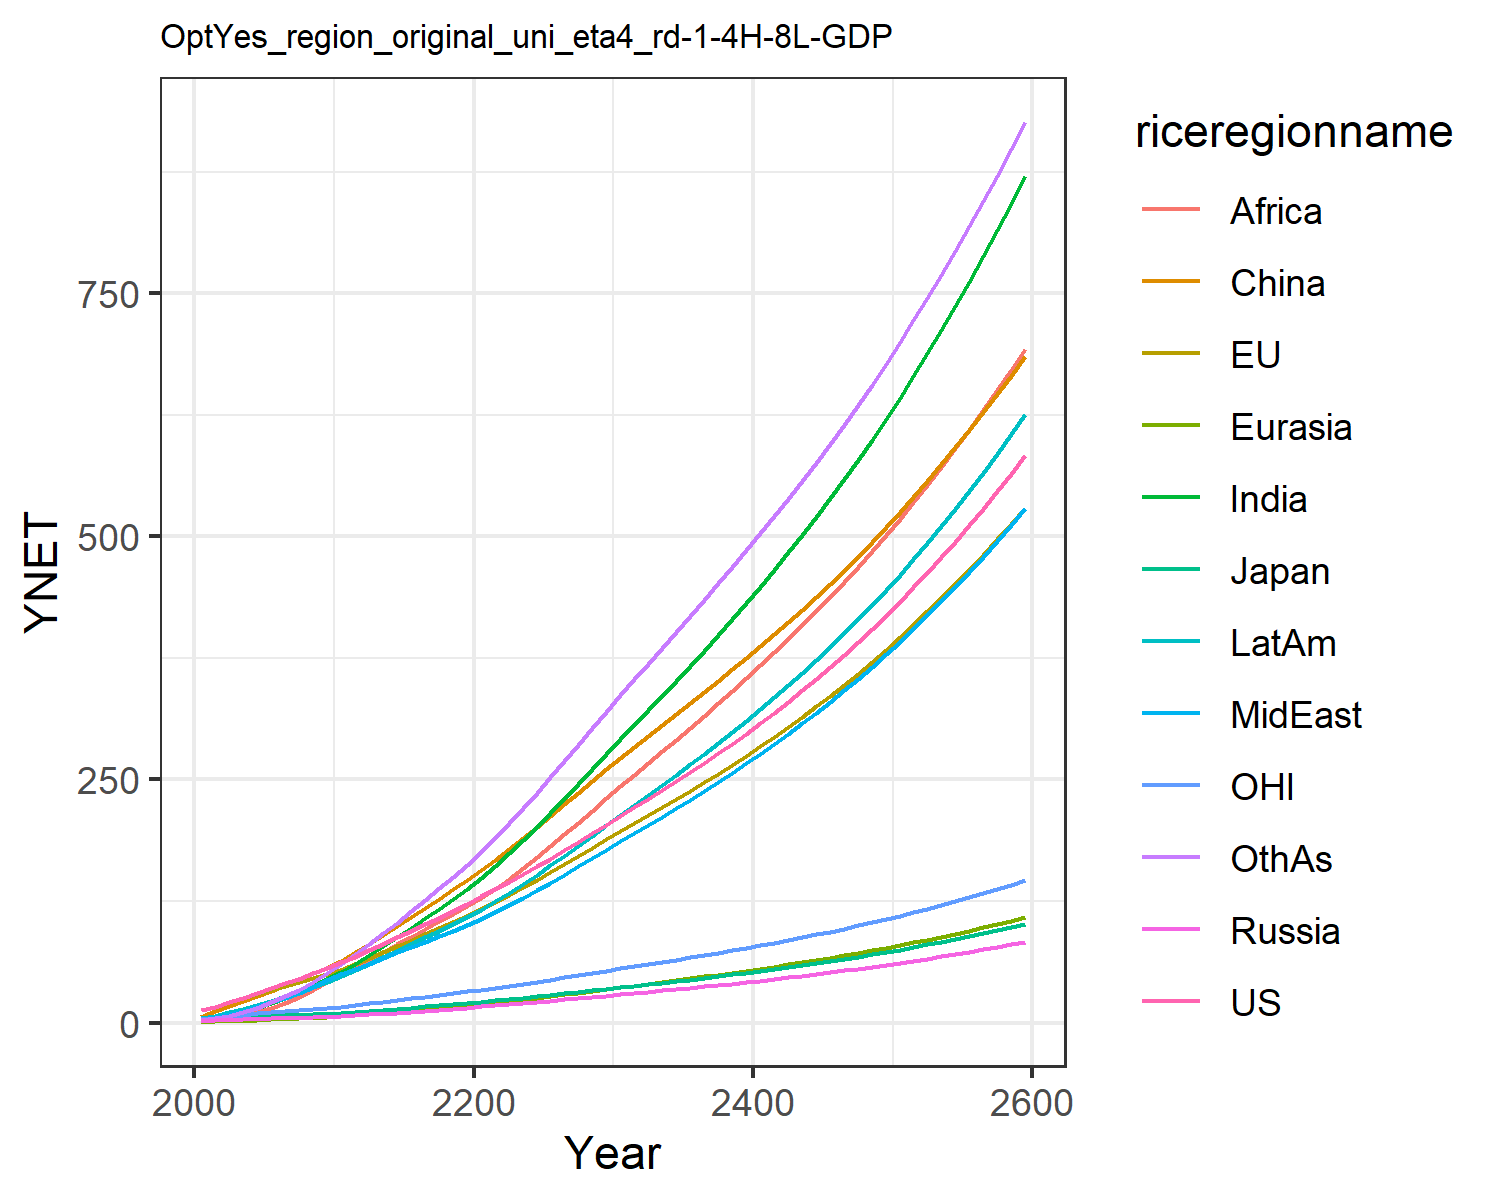 OptYes_region_original_uni_eta4_rd-1-4H-8L-GDP
YNET
750
500
250
0
2000
2200
2400
2600
Year
riceregionname
Africa
China
EU
Eurasia
India
Japan
LatAm
MidEast
OHI
OthAs
Russia
US